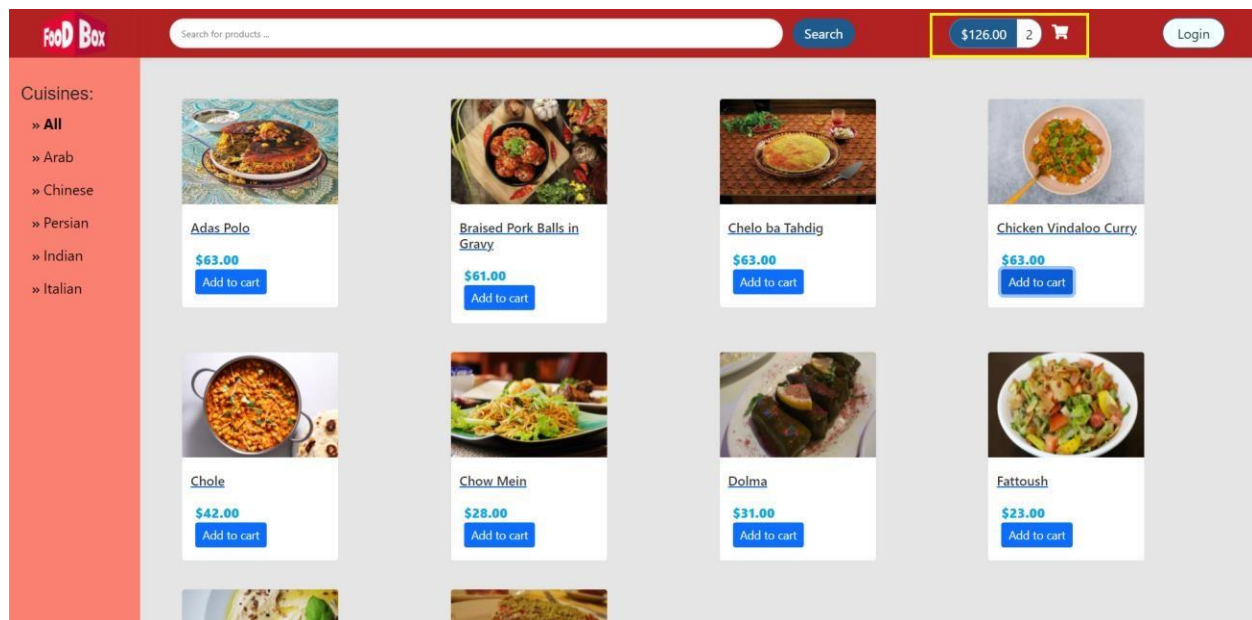 FooD Box
Search for products ...
Search
$126.00 2
Login
Cuisines:
» All
» Arab
» Chinese
» Persian
» Indian
» Italian
Adas Polo
$63.00
Add to cart
Braised Pork Balls in
Gravy
$61.00
Add to cart
Chelo ba Tahdig
$63.00
Add to cart
Chicken Vindaloo Curry
$63.00
Add to cart
Chole
$42.00
Add to cart
Chow Mein
$28.00
Add to cart
Dolma
$31.00
Add to cart
Fattoush
$23.00
Add to cart